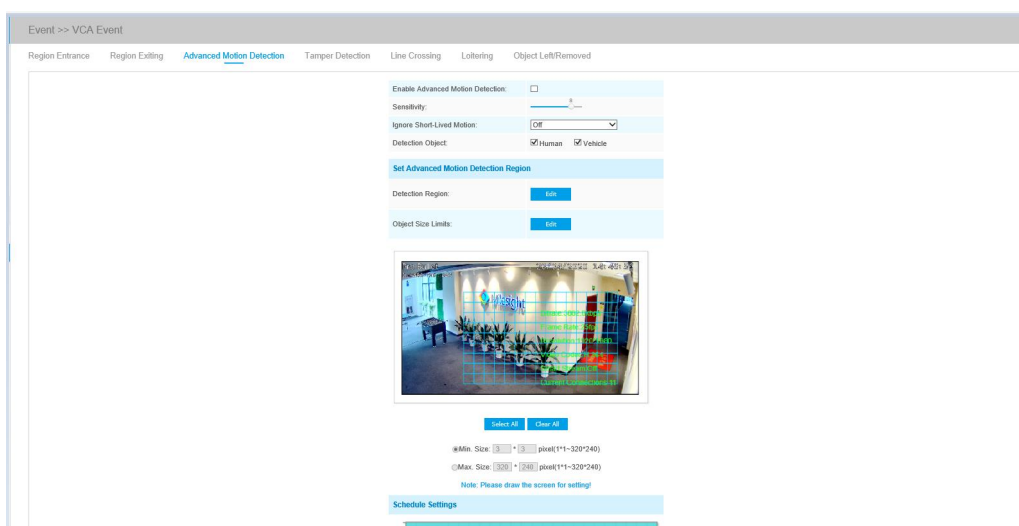 Event >> VCA Event
Region Entrance Region Exiting Advanced Motion Detection Tamper Detection Line Crossing Loitering Object Left/Removed
Enable Advanced Motion Detection:
Sensitivity:
Ignore Short-Lived Motion: Off
Detection Object: Human Vehicle
Set Advanced Motion Detection Region
Detection Region: Edit
Object Size Limits: Edit
Select All Clear All
Min. Size: 3 * 3 pixel(1*1~320*240)
Max. Size: 320 * 240 pixel(1*1~320*240)
Note: Please draw the screen for setting!
Schedule Settings